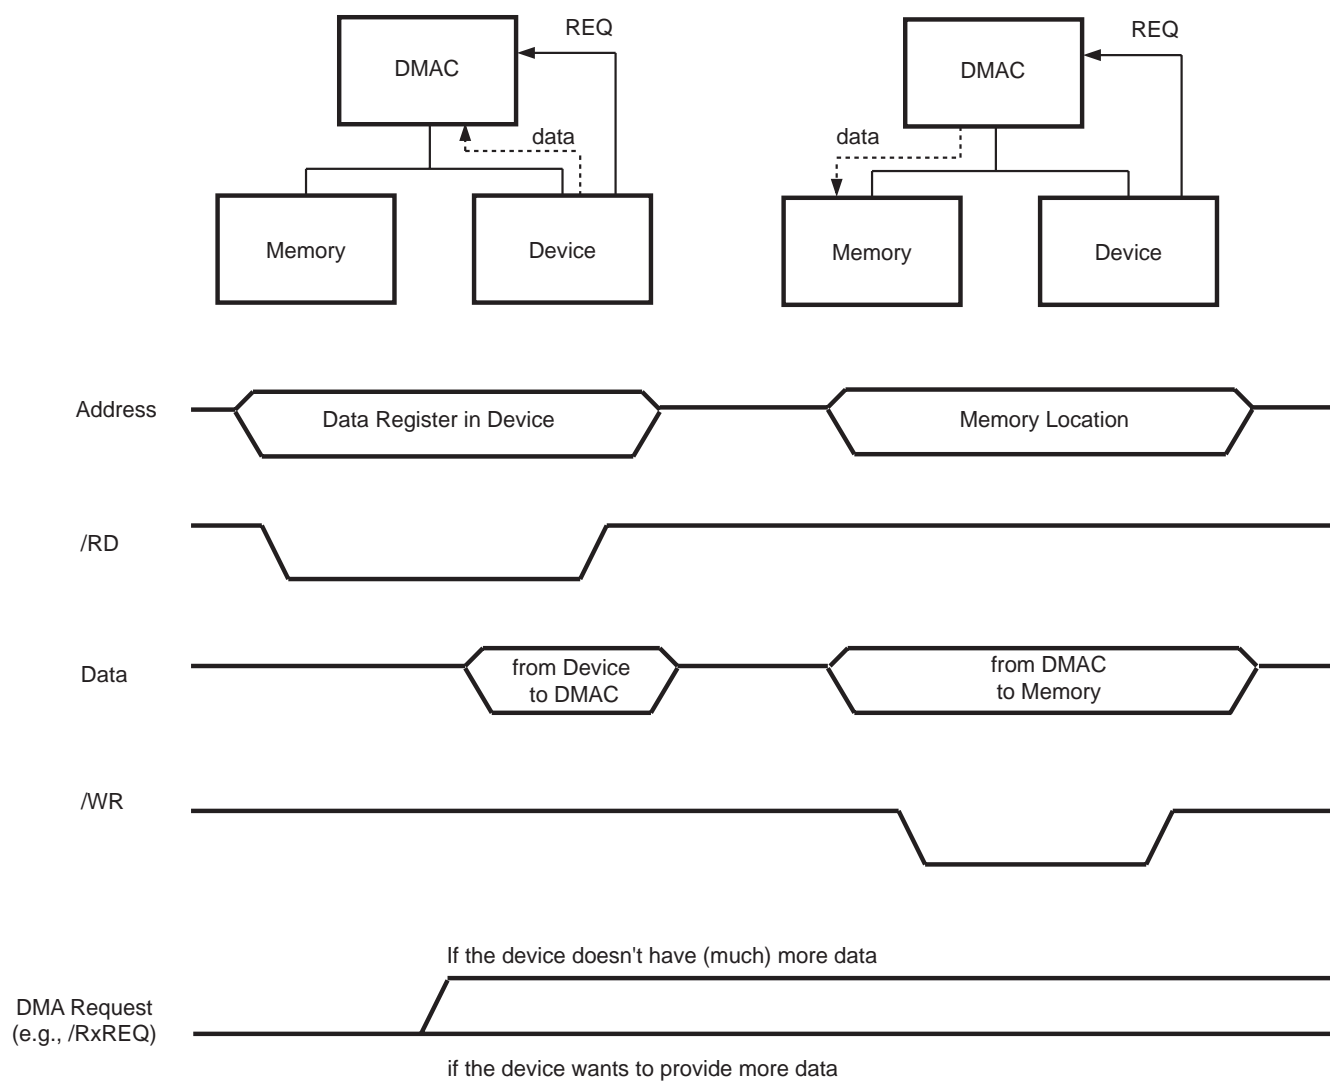 REQ
DMAC
data
Memory
Device
REQ
DMAC
data
Memory
Device
Address
Data Register in Device
Memory Location
/RD
Data
from Device
to DMAC
from DMAC
to Memory
/WR
If the device doesn't have (much) more data
DMA Request
(e.g., /RxREQ)
if the device wants to provide more data